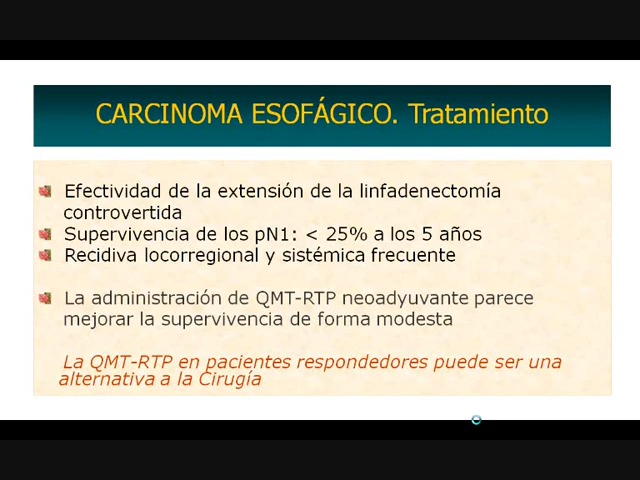 CARCINOMA ESOFÁGICO. Tratamiento
Efectividad de la extensión de la linfadenectomía
controvertida
Supervivencia de los pN1: < 25% a los 5 años
Recidiva locorregional y sistémica frecuente
La administración de QMT-RTP neoadyuvante parece
mejorar la supervivencia de forma modesta
La QMT-RTP en pacientes respondedores puede ser una
alternativa a la Cirugía